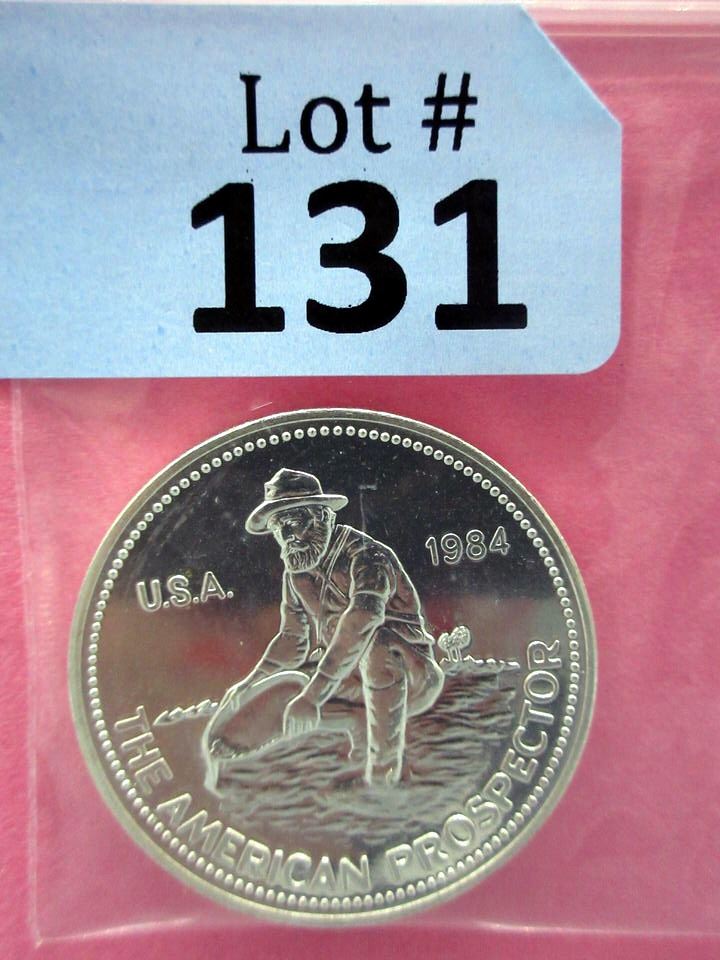 Lot #
131
U.S.A.
1984
THE AMERICAN PROSPECTOR